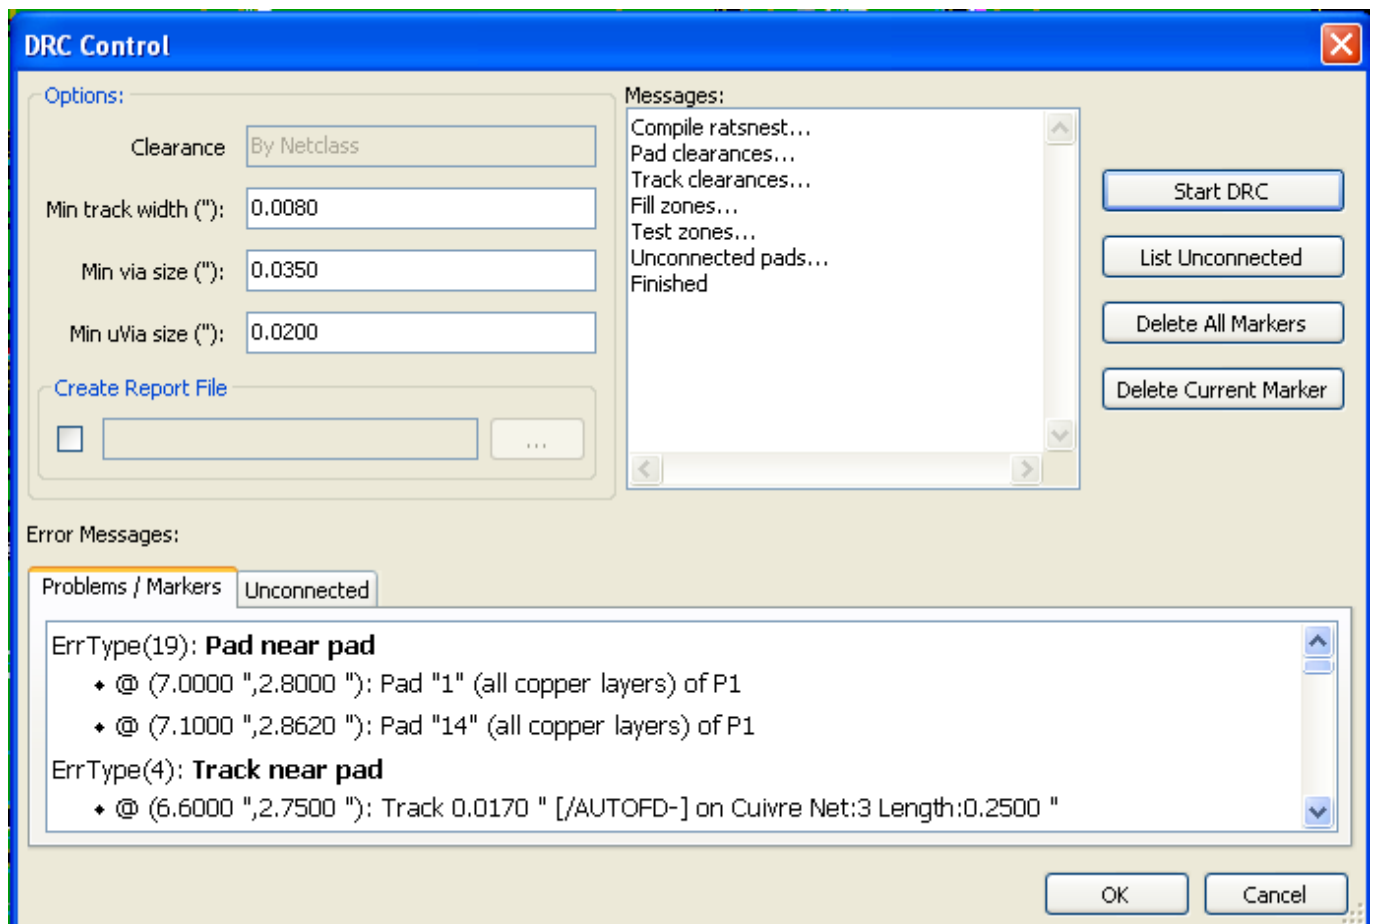 DRC Control
Options:
Clearance
By Netclass
Min track width ("):
0.0080
Min via size ("):
0.0350
Min uVia size ("):
0.0200
Create Report File
...
Messages:
Compile ratsnest...
Pad clearances...
Track clearances...
Fill zones...
Test zones...
Unconnected pads...
Finished
Start DRC
List Unconnected
Delete All Markers
Delete Current Marker
Error Messages:
Problems / Markers
Unconnected
ErrType(19): Pad near pad
@ (7.0000 ",2.8000 "): Pad "1" (all copper layers) of P1
@ (7.1000 ",2.8620 "): Pad "14" (all copper layers) of P1
ErrType(4): Track near pad
@ (6.6000 ",2.7500 "): Track 0.0170 " [/AUTOFD-] on Cuivre Net:3 Length:0.2500 "
OK
Cancel